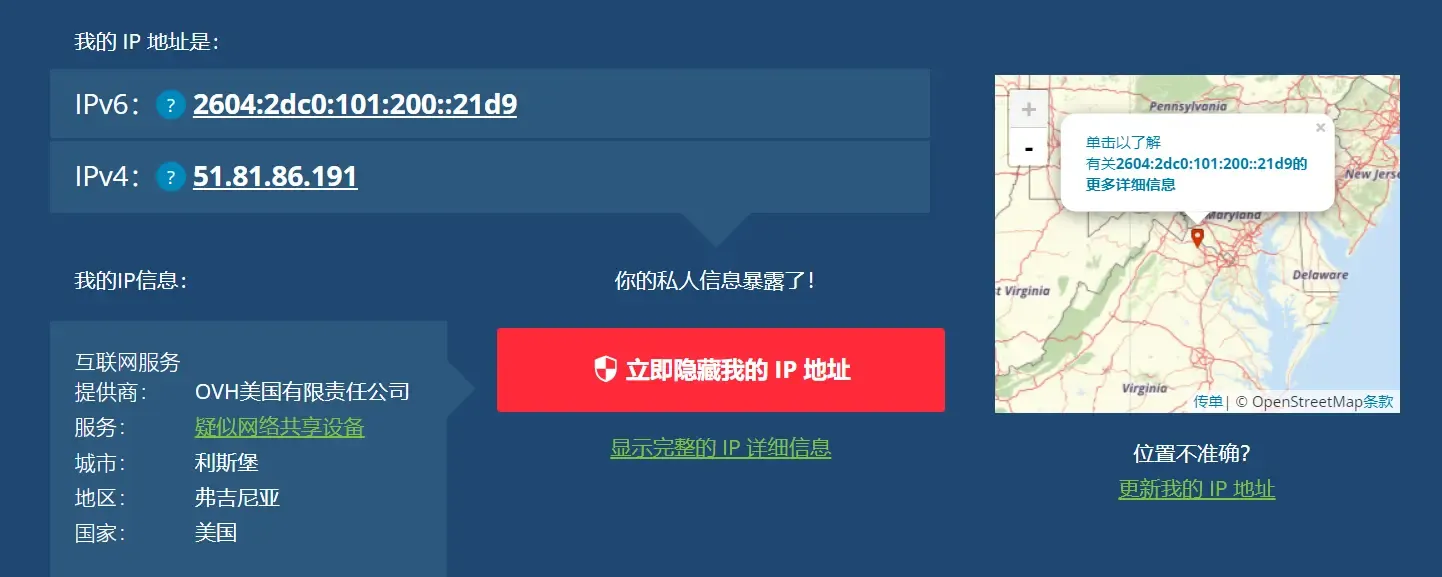 我的 IP 地址是：
IPv6： ? 2604:2dc0:101:200::21d9
IPv4： ? 51.81.86.191
我的IP信息：
互联网服务
提供商： OVH美国有限责任公司
服务： 疑似网络共享设备
城市： 利斯堡
地区： 弗吉尼亚
国家： 美国
你的私人信息暴露了！
立即隐藏我的 IP 地址
显示完整的 IP 详细信息
+
-
×
单击以了解
有关2604:2dc0:101:200::21d9的
更多详细信息
Pennsylvania
New Jerse
Maryland
Delaware
t Virginia
Virginia
传单| © OpenStreetMap条款
位置不准确?
更新我的 IP 地址